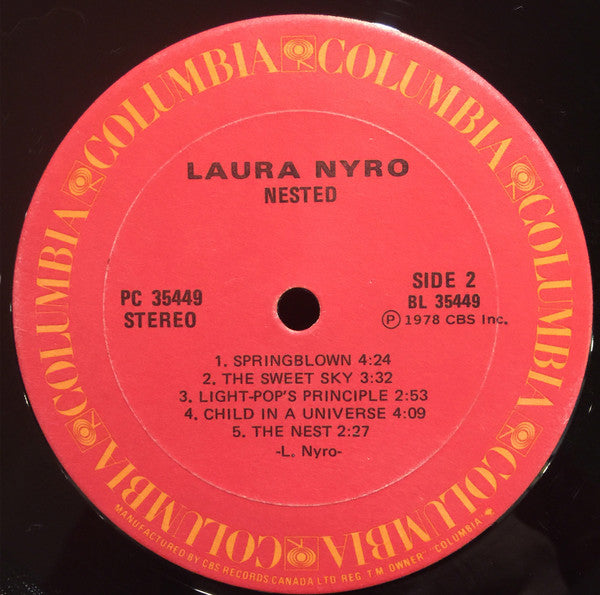 COLUMBIA COLUMBIA COLUMBIA COLUMBIA COLUMBIA COLUMBIA COLUMBIA COLUMBIA
LAURA NYRO
NESTED
PC 35449
STEREO
SIDE 2
BL 35449
Ⓟ 1978 CBS Inc.
1. SPRINGBLOWN 4:24
2. THE SWEET SKY 3:32
3. LIGHT-POP'S PRINCIPLE 2:53
4. CHILD IN A UNIVERSE 4:09
5. THE NEST 2:27
-L. Nyro-
MANUFACTURED BY CBS RECORDS CANADA LTD REG T.M OWNER "COLUMBIA"